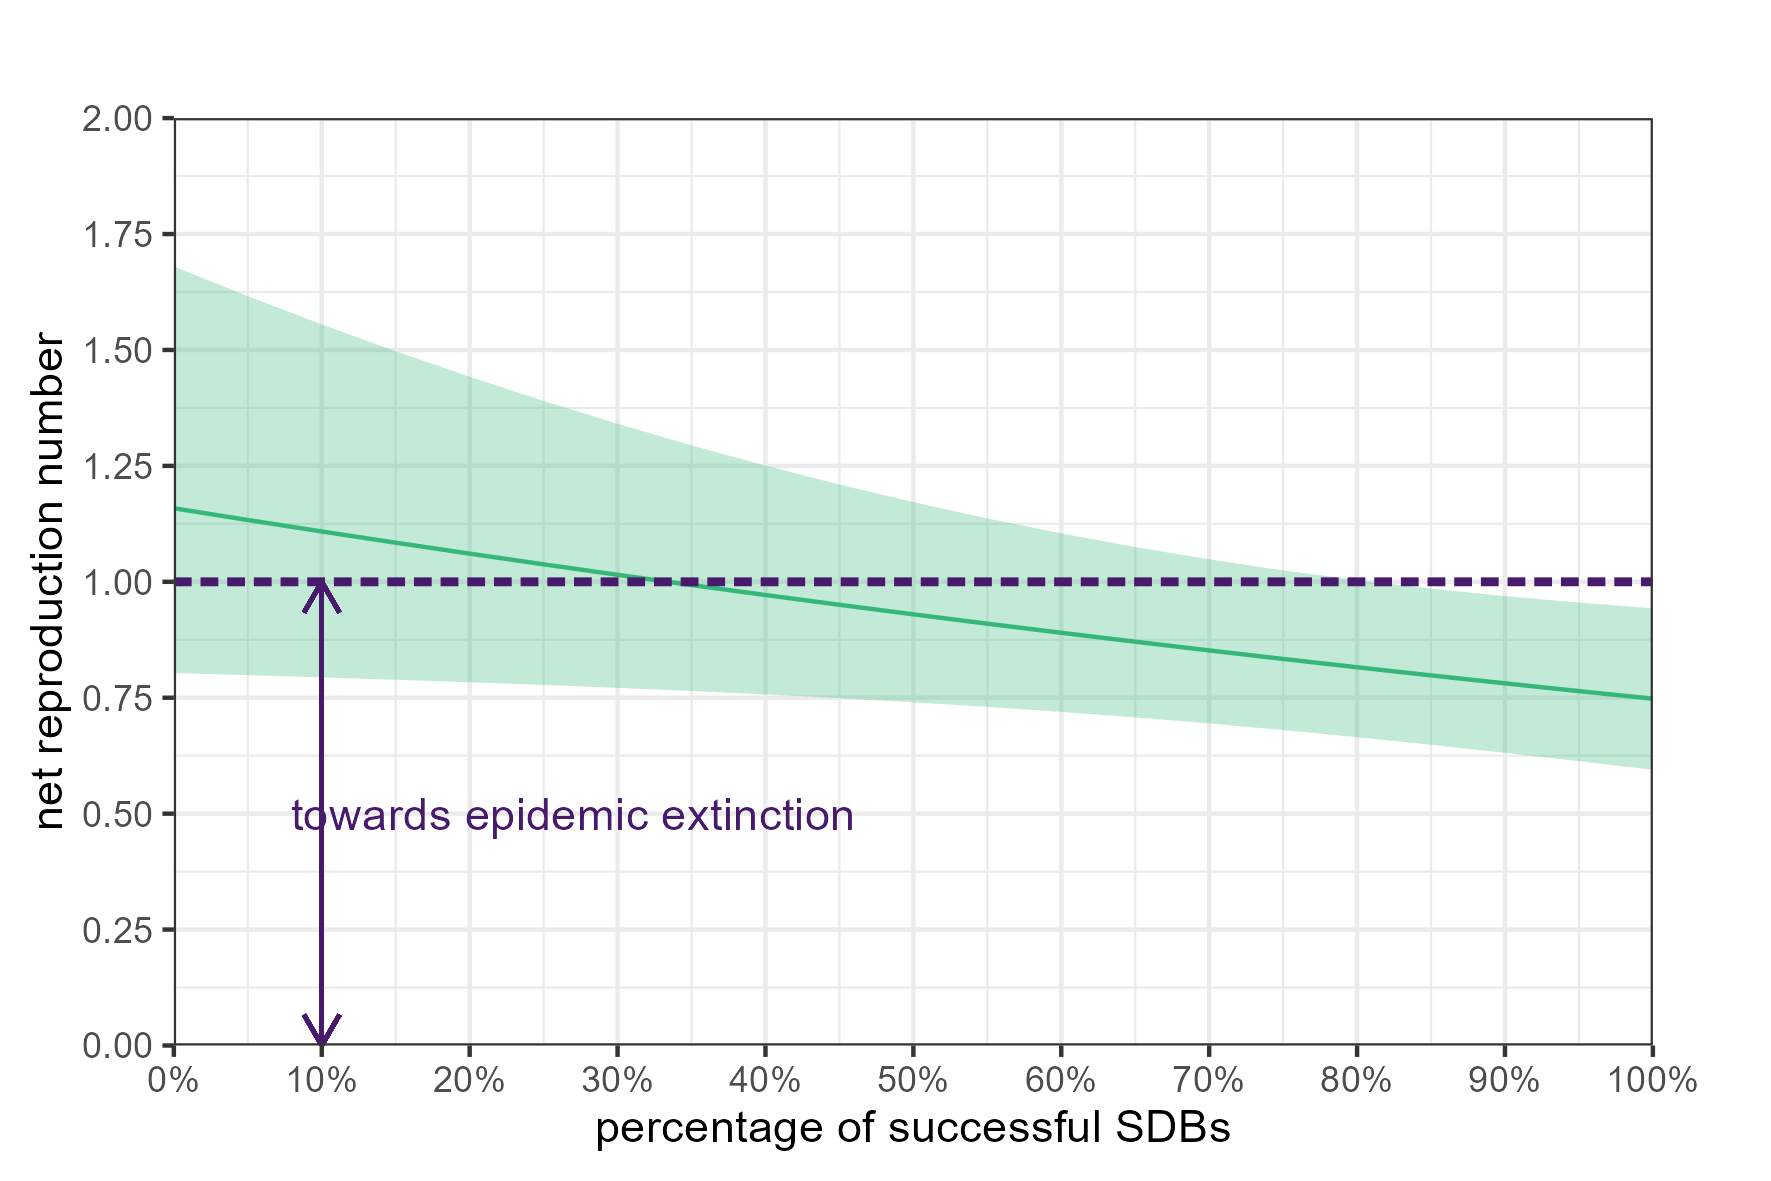 2.00
1.75
1.50
1.25
1.00
0.75
0.50
0.25
0.00
net reproduction number
towards epidemic extinction
0% 10% 20% 30% 40% 50% 60% 70% 80% 90% 100%
percentage of successful SDBs